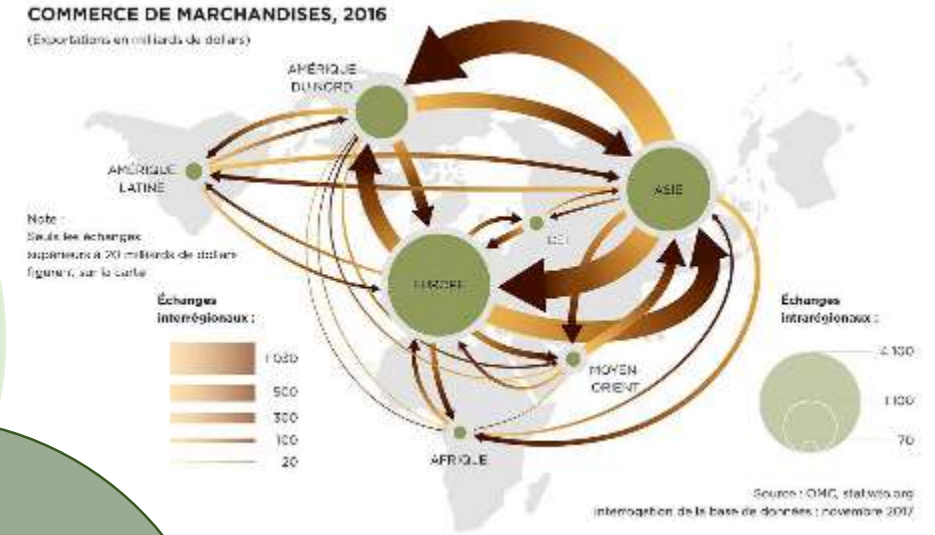 COMMERCE DE MARCHANDISES, 2016
(Exportations en milliards de dollars)
AMÉRIQUE
DU NORD
AMÉRIQUE
LATINE
ASIE
CEI
EUROPE
MOYEN-
ORIENT
AFRIQUE
Note :
Seuls les échanges
supérieurs à 20 milliards de dollars
figurent sur la carte
Échanges
interrégionaux :
1 030
500
300
100
20
Échanges
intrarégionaux :
4 100
1 100
70
Source : OMC, stat.wto.org
interrogation de la base de données : novembre 2017